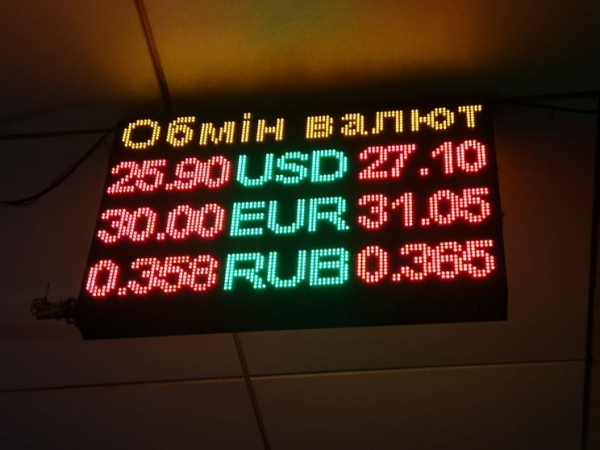 Обмін валют
25.90 USD 27.10
30.00 EUR 31.05
0.358 RUB 0.365